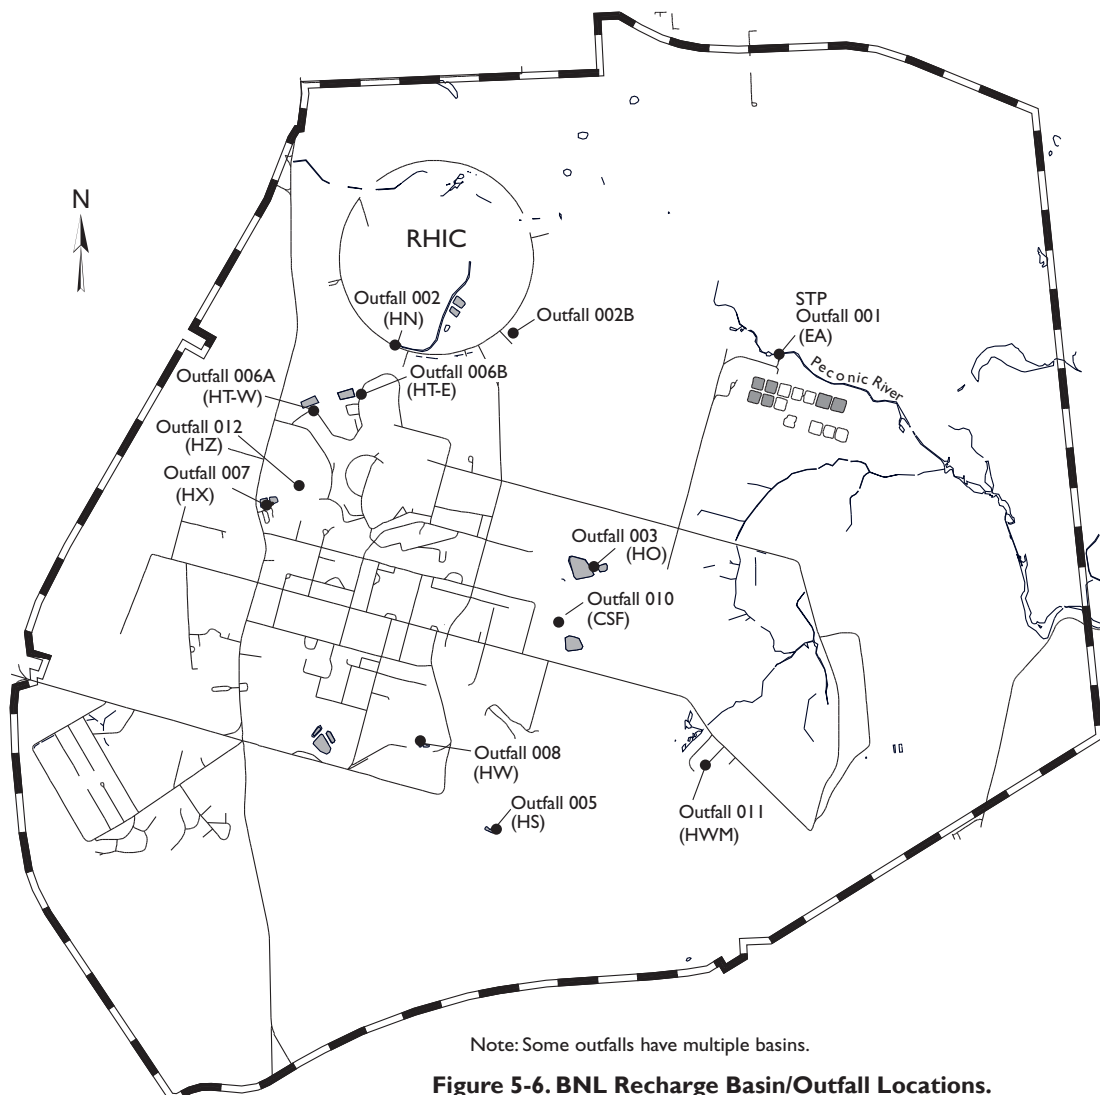 N
RHIC
Outfall 002
(HN)
Outfall 002B
STP
Outfall 001
(EA)
Peconic River
Outfall 006A
(HT-W)
Outfall 006B
(HT-E)
Outfall 012
(HZ)
Outfall 007
(HX)
Outfall 003
(HO)
Outfall 010
(CSF)
Outfall 008
(HW)
Outfall 005
(HS)
Outfall 011
(HWM)
Note: Some outfalls have multiple basins.
Figure 5-6. BNL Recharge Basin/Outfall Locations.